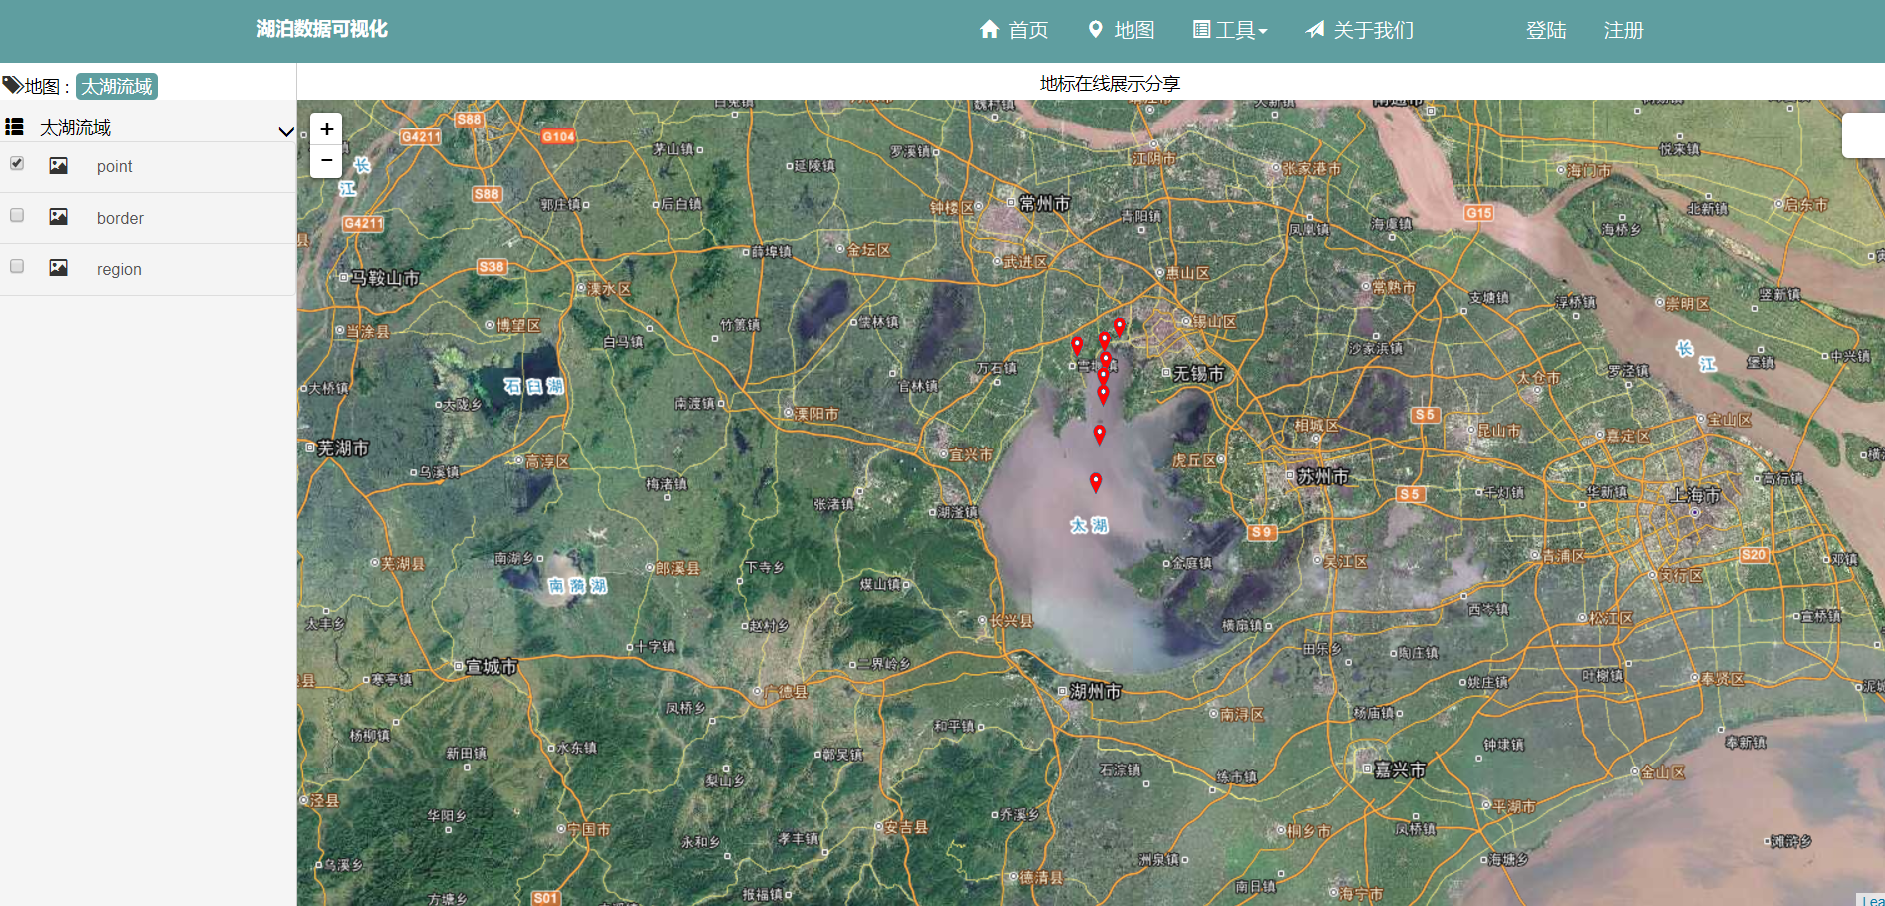 湖泊数据可视化
首页
地图
工具
关于我们
登陆
注册
地图 : 太湖流域
地标在线展示分享
太湖流域
point
border
region
+
−
S88
G4211
G104
茅山镇
延陵镇
罗溪镇
江阴市
张家港市
悦来镇
海门市
长
江
S88
郭庄镇
后白镇
钟楼区
常州市
青阳镇
凤凰镇
海虞镇
G15
北新镇
启东市
海桥乡
G4211
薛埠镇
金坛区
武进区
惠山区
马鞍山市
S38
溧水区
常熟市
支塘镇
浮桥镇
崇明区
竖新镇
当涂县
博望区
白马镇
竹箦镇
儒林镇
锡山区
沙家浜镇
长
江
堡镇
中兴镇
石臼湖
大桥镇
大陇乡
南渡镇
溧阳市
官林镇
万石镇
无锡市
太仓市
罗泾镇
芜湖市
乌溪镇
高淳区
梅渚镇
张渚镇
宜兴市
湖滏镇
虎丘区
相城区
苏州市
S5
昆山市
嘉定区
宝山区
S5
千灯镇
华新镇
上海市
高行镇
太湖
S9
芜湖县
南湖乡
南漪湖
郎溪县
下寺乡
煤山镇
金庭镇
吴江区
青浦区
S20
邓镇
闵行区
太丰乡
十字镇
赵村乡
长兴县
横扇镇
西岑镇
松江区
宣桥镇
宣城市
寒亭镇
二界岭乡
广德县
湖州市
田乐乡
陶庄镇
姚庄镇
叶榭镇
奉贤区
凤桥乡
和平镇
南浔区
杨庙镇
杨柳镇
新田镇
水东镇
鄣吴镇
梨山乡
石淙镇
练市镇
嘉兴市
钟埭镇
奉新镇
金山区
泾县
华阳乡
宁国市
永和乡
孝丰镇
安吉县
乔溪乡
桐乡市
凤桥镇
平湖市
滩浒乡
乌溪乡
方塘乡
S01
报福镇
德清县
洲泉镇
南日镇
海宁市
海塘乡
Lea